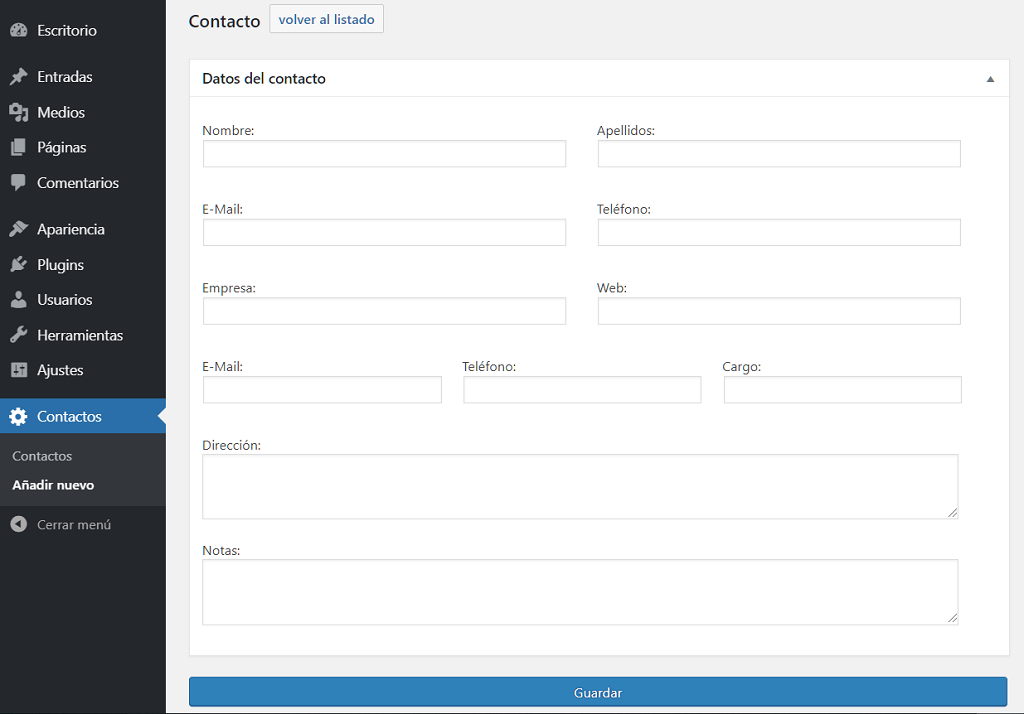 Escritorio
Entradas
Medios
Páginas
Comentarios
Apariencia
Plugins
Usuarios
Herramientas
Ajustes
Contactos
Contactos
Añadir nuevo
Cerrar menú
Contacto volver al listado
Datos del contacto
Nombre: Apellidos:
E-Mail: Teléfono:
Empresa: Web:
E-Mail: Teléfono: Cargo:
Dirección:
Notas:
Guardar